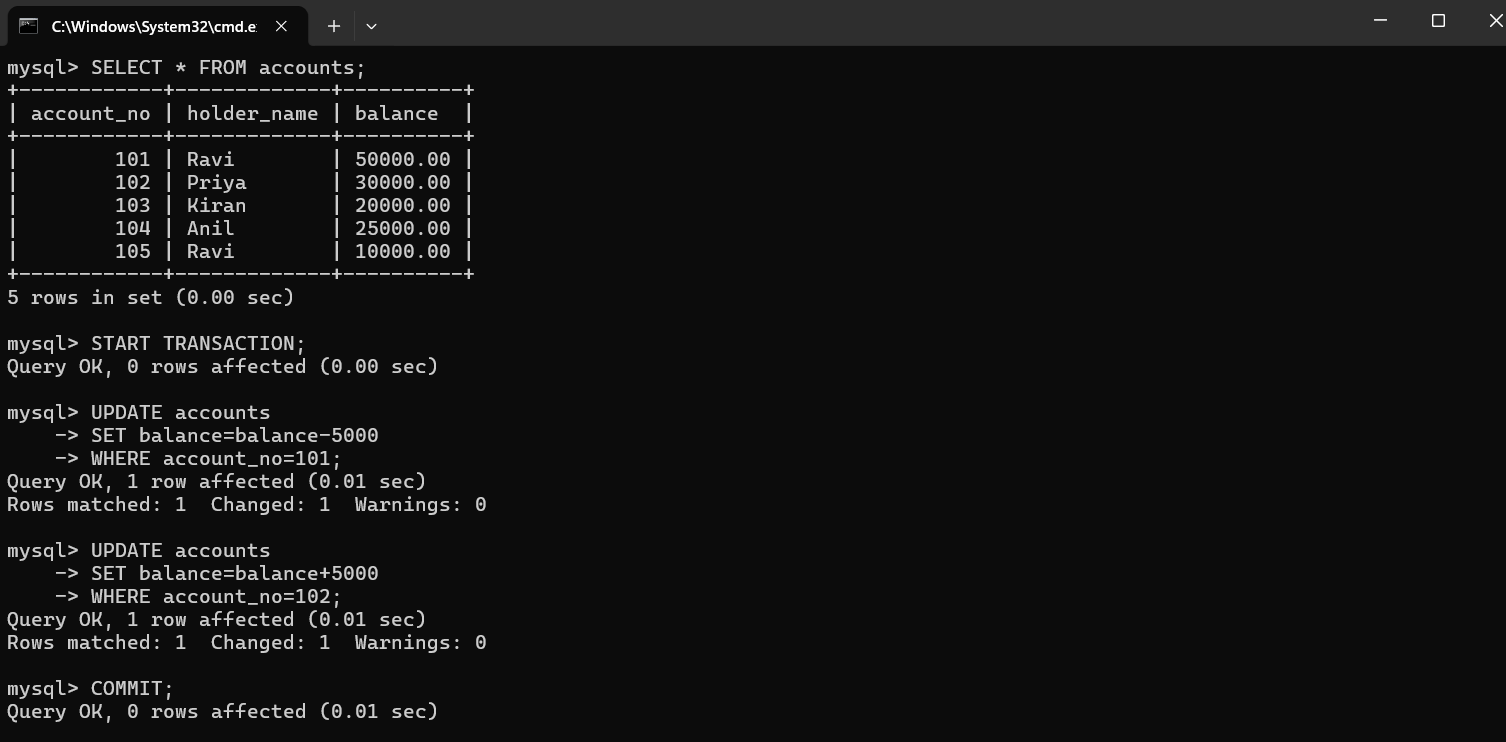 C:\Windows\System32\cmd.e
mysql> SELECT * FROM accounts;
+------------+-------------+----------+
| account_no | holder_name | balance  |
+------------+-------------+----------+
|        101 | Ravi        | 50000.00 |
|        102 | Priya       | 30000.00 |
|        103 | Kiran       | 20000.00 |
|        104 | Anil        | 25000.00 |
|        105 | Ravi        | 10000.00 |
+------------+-------------+----------+
5 rows in set (0.00 sec)
mysql> START TRANSACTION;
Query OK, 0 rows affected (0.00 sec)
mysql> UPDATE accounts
    -> SET balance=balance-5000
    -> WHERE account_no=101;
Query OK, 1 row affected (0.01 sec)
Rows matched: 1  Changed: 1  Warnings: 0
mysql> UPDATE accounts
    -> SET balance=balance+5000
    -> WHERE account_no=102;
Query OK, 1 row affected (0.01 sec)
Rows matched: 1  Changed: 1  Warnings: 0
mysql> COMMIT;
Query OK, 0 rows affected (0.01 sec)